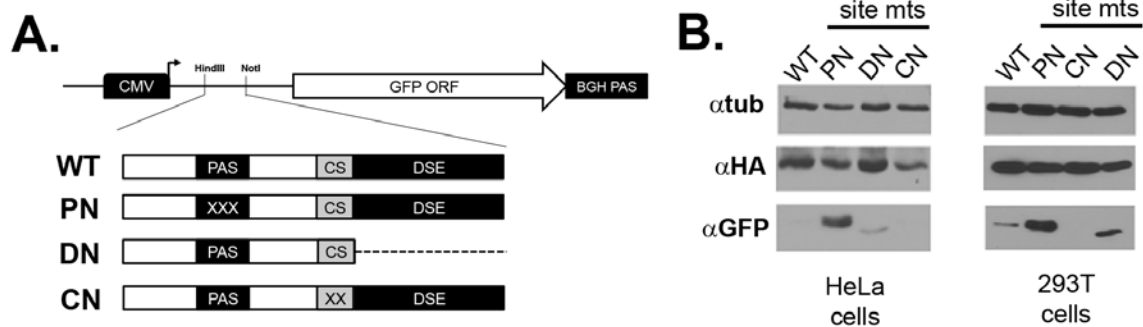 A.
CMV
HindIII
NotI
GFP ORF
BGH PAS
WT
PAS
CS
DSE
PN
XXX
CS
DSE
DN
PAS
CS
CN
PAS
XX
DSE
B.
site mts
WT PN DN CN
site mts
WT PN CN DN
αtub
αHA
αGFP
HeLa
cells
293T
cells